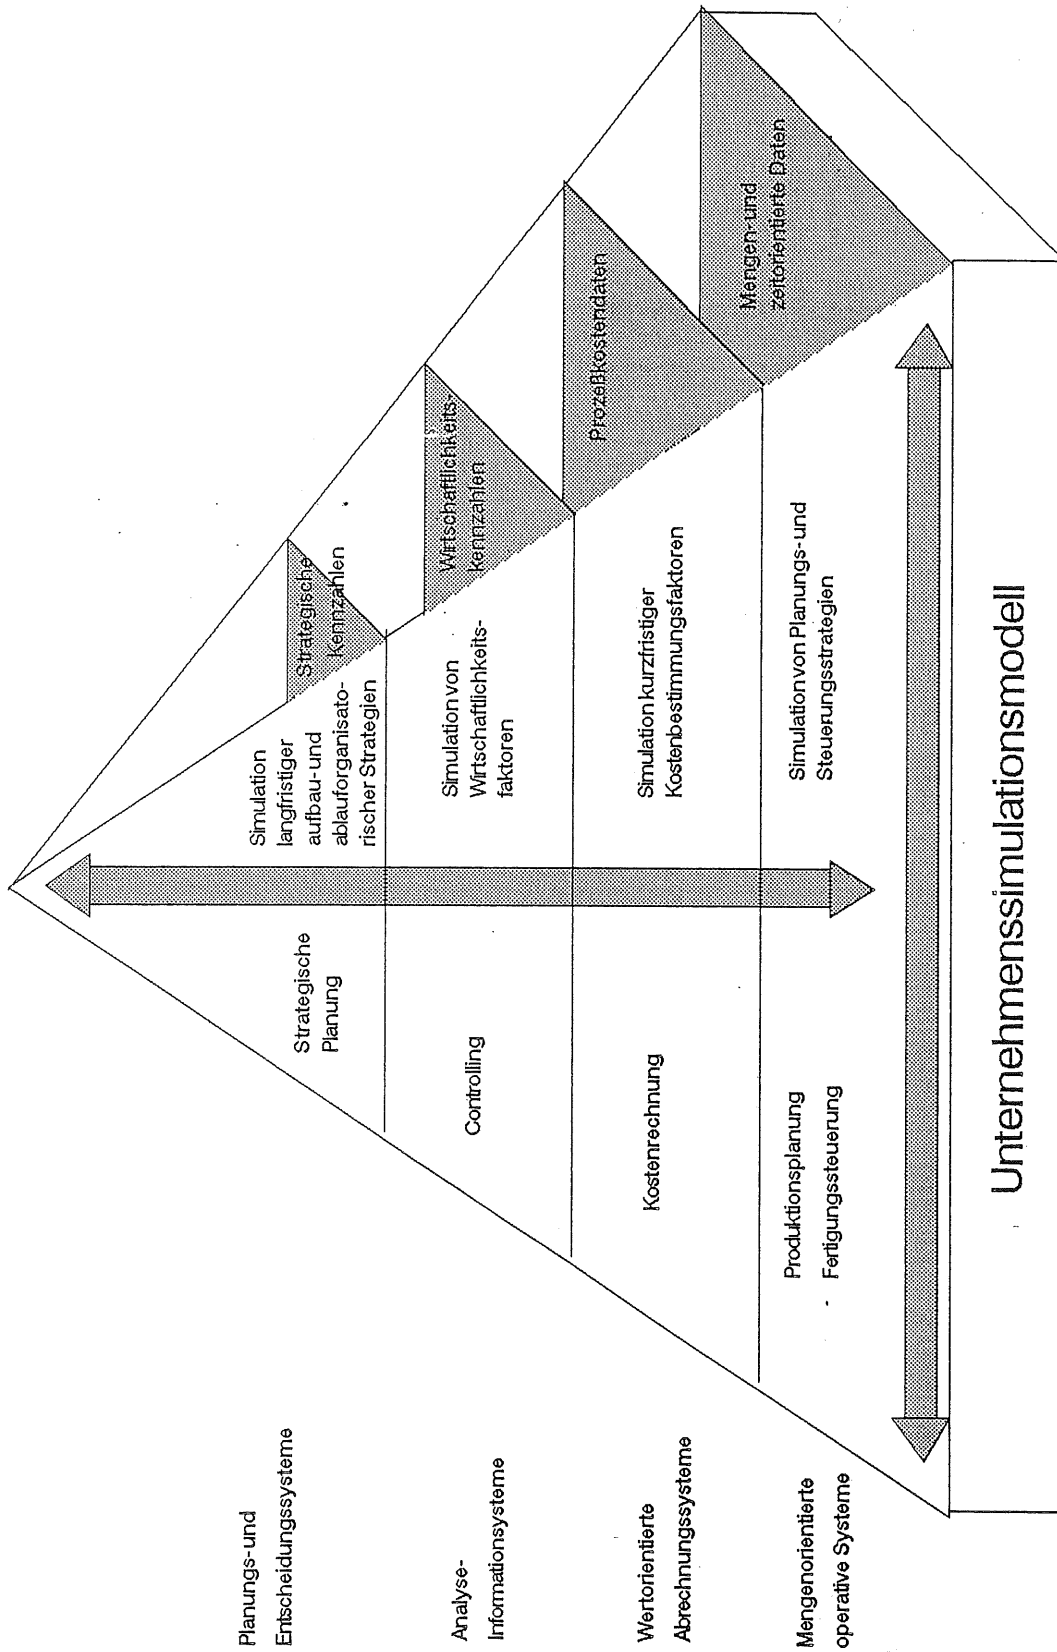 Planungs-und
Entscheidungssysteme
Analyse-
Informationsysteme
Wertorientierte
Abrechnungssysteme
Mengenorientierte
operative Systeme
Strategische
Planung
Controlling
Kostenrechnung
Produktionsplanung
Fertigungssteuerung
Simulation
langfristiger
aufbau-und
ablauforganisato-
rischer Strategien
Simulation von
Wirtschaftlichkeits-
faktoren
Simulation kurzfristiger
Kostenbestimmungsfaktoren
Simulation von Planungs-und
Steuerungsstrategien
Strategische
Kennzahlen
Wirtschaftlichkeits-
kennzahlen
Prozeßkostendaten
Mengen-und
zeitorientierte Daten
Unternehmenssimulationsmodell